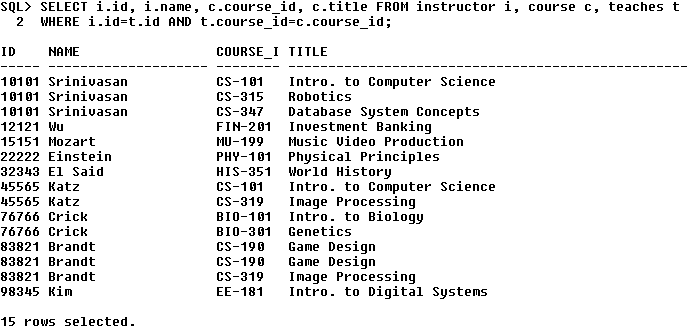 SQL> SELECT i.id, i.name, c.course_id, c.title FROM instructor i, course c, teaches t
2 WHERE i.id=t.id AND t.course_id=c.course_id;
ID NAME COURSE_I TITLE
----- -------------------- -------- --------------------------------------------------
10101 Srinivasan CS-101 Intro. to Computer Science
10101 Srinivasan CS-315 Robotics
10101 Srinivasan CS-347 Database System Concepts
12121 Wu FIN-201 Investment Banking
15151 Mozart MU-199 Music Video Production
22222 Einstein PHY-101 Physical Principles
32343 El Said HIS-351 World History
45565 Katz CS-101 Intro. to Computer Science
45565 Katz CS-319 Image Processing
76766 Crick BIO-101 Intro. to Biology
76766 Crick BIO-301 Genetics
83821 Brandt CS-190 Game Design
83821 Brandt CS-190 Game Design
83821 Brandt CS-319 Image Processing
98345 Kim EE-181 Intro. to Digital Systems
15 rows selected.